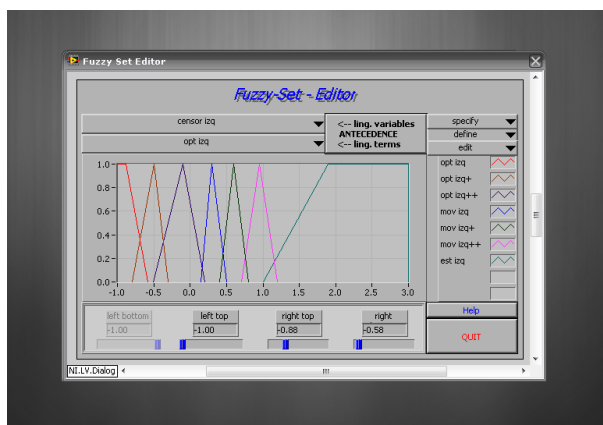 Fuzzy Set Editor
Fuzzy-Set - Editor
censor izq
opt izq
<-- ling. variables
ANTECEDENCE
<-- ling. terms
specify
define
edit
opt izq
opt izq+
opt izq++
mov izq
mov izq+
mov izq++
est izq
1.0
0.8
0.6
0.4
0.2
0.0
-1.0 -0.5 0.0 0.5 1.0 1.5 2.0 2.5 3.0
left bottom left top right top right
-1.00 -1.00 -0.88 -0.58
Help
QUIT
NI.LV.Dialog